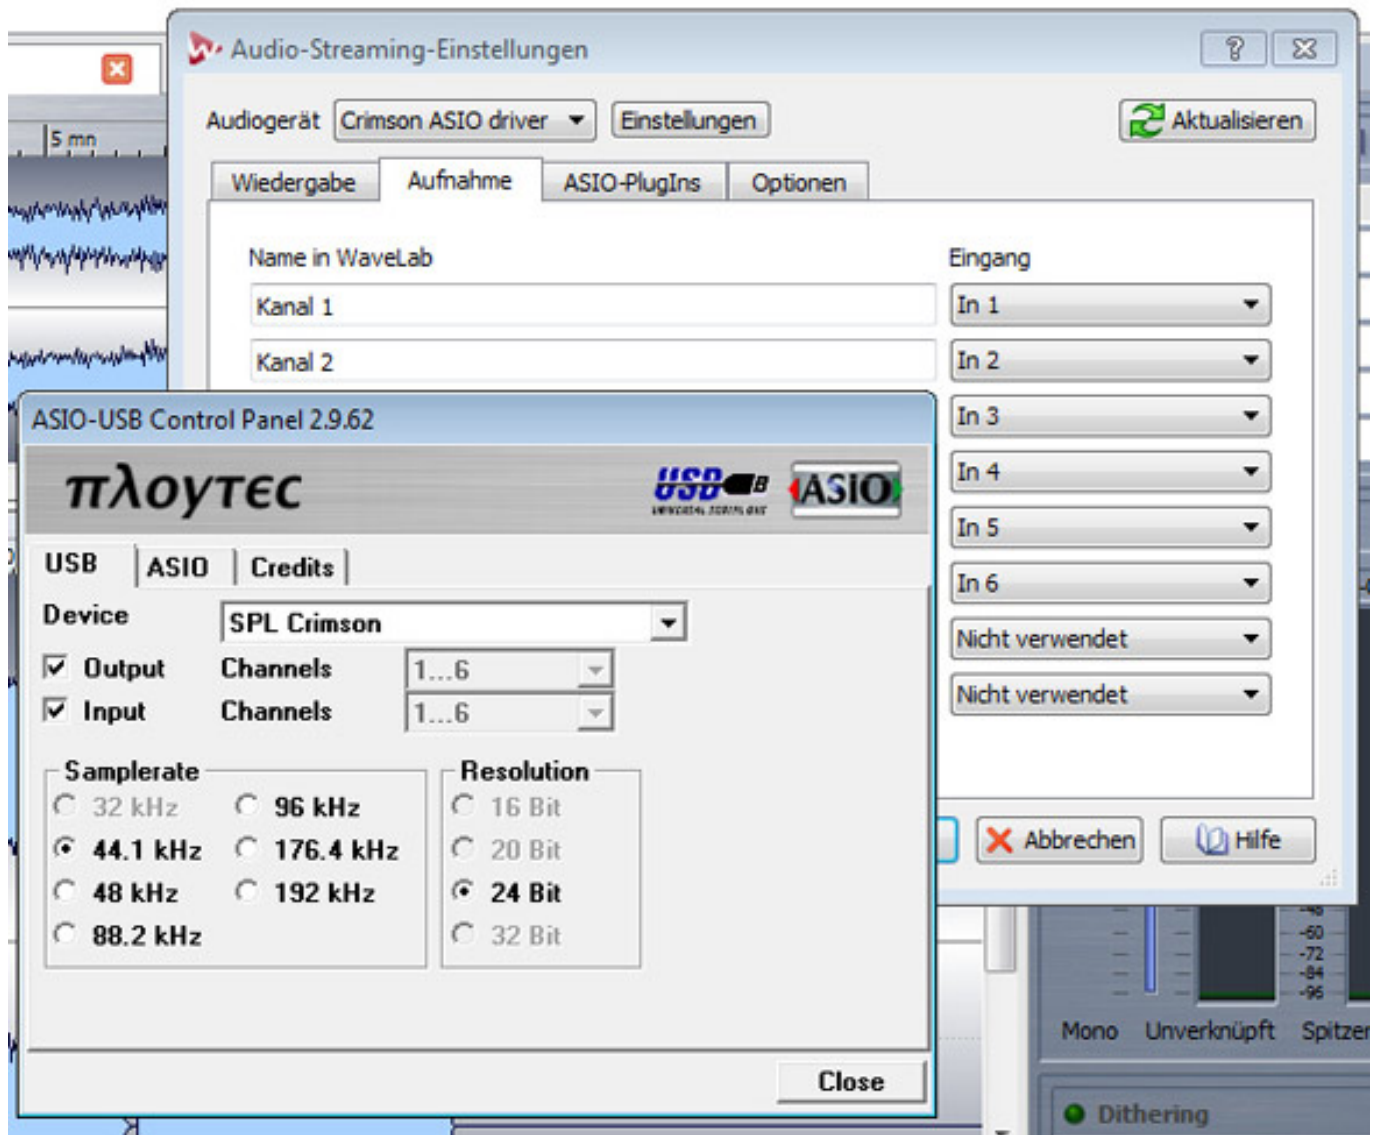 Audio-Streaming-Einstellungen
Audiogerät Crimson ASIO driver Einstellungen Aktualisieren
5 mn
Wiedergabe Aufnahme ASIO-PlugIns Optionen
Name in WaveLab Eingang
Kanal 1 In 1
Kanal 2 In 2
In 3
In 4
In 5
In 6
Nicht verwendet
Nicht verwendet
Abbrechen Hilfe
ASIO-USB Control Panel 2.9.62
πλουτεc USB ASIO
UNIVERSAL SERIAL BUS
USB ASIO Credits
Device SPL Crimson
Output Channels 1...6
Input Channels 1...6
Samplerate Resolution
32 kHz 96 kHz 16 Bit
44.1 kHz 176.4 kHz 20 Bit
48 kHz 192 kHz 24 Bit
88.2 kHz 32 Bit
Close
-60
-72
-84
-96
Mono Unverknüpft Spitzen
Dithering